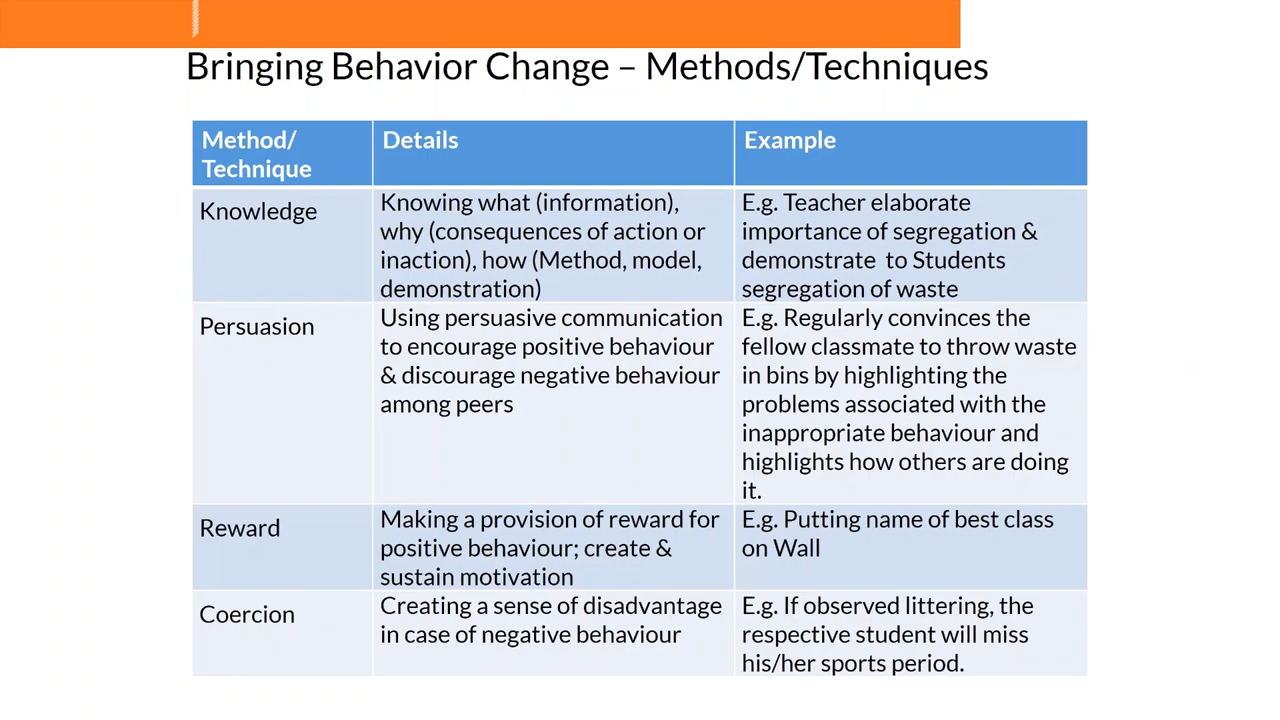 Bringing Behavior Change – Methods/Techniques
Method/
Technique
Details
Example
Knowledge
Knowing what (information),
why (consequences of action or
inaction), how (Method, model,
demonstration)
E.g. Teacher elaborate
importance of segregation &
demonstrate to Students
segregation of waste
Persuasion
Using persuasive communication
to encourage positive behaviour
& discourage negative behaviour
among peers
E.g. Regularly convinces the
fellow classmate to throw waste
in bins by highlighting the
problems associated with the
inappropriate behaviour and
highlights how others are doing
it.
Reward
Making a provision of reward for
positive behaviour; create &
sustain motivation
E.g. Putting name of best class
on Wall
Coercion
Creating a sense of disadvantage
in case of negative behaviour
E.g. If observed littering, the
respective student will miss
his/her sports period.